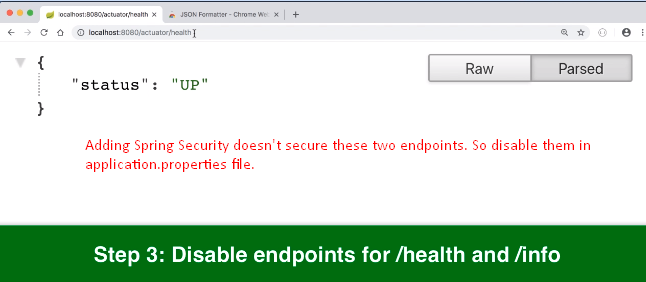 localhost:8080/actuator/health
JSON Formatter - Chrome We
localhost:8080/actuator/health
{
"status": "UP"
}
Raw
Parsed
Adding Spring Security doesn't secure these two endpoints. So disable them in
application.properties file.
Step 3: Disable endpoints for /health and /info